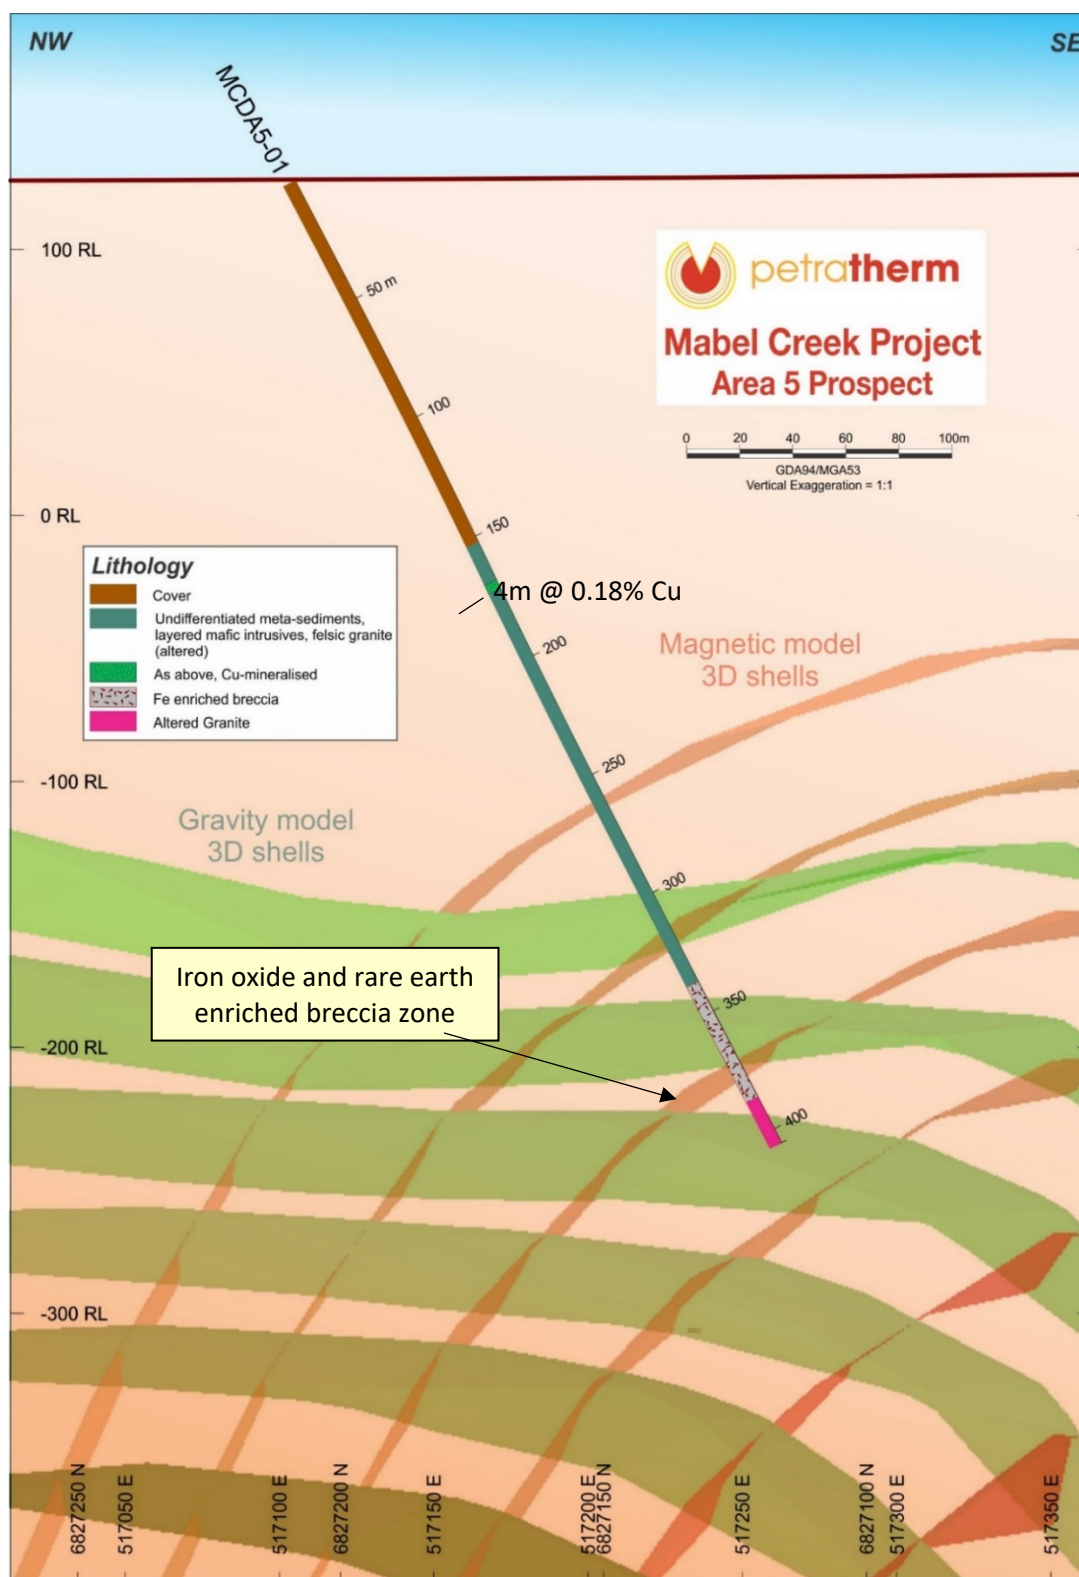 NW
SE
MCDA5-01
100 RL
50 m
100
petratherm
Mabel Creek Project
Area 5 Prospect
0 20 40 60 80 100m
GDA94/MGA53
Vertical Exaggeration = 1:1
0 RL
150
Lithology
Cover
Undifferentiated meta-sediments,
layered mafic intrusives, felsic granite
(altered)
As above, Cu-mineralised
Fe enriched breccia
Altered Granite
4m @ 0.18% Cu
200
Magnetic model
3D shells
250
-100 RL
Gravity model
3D shells
300
Iron oxide and rare earth
enriched breccia zone
350
-200 RL
400
-300 RL
6827250 N
517050 E
517100 E
6827200 N
517150 E
517200 E
6827150 N
517250 E
6827100 N
517300 E
517350 E